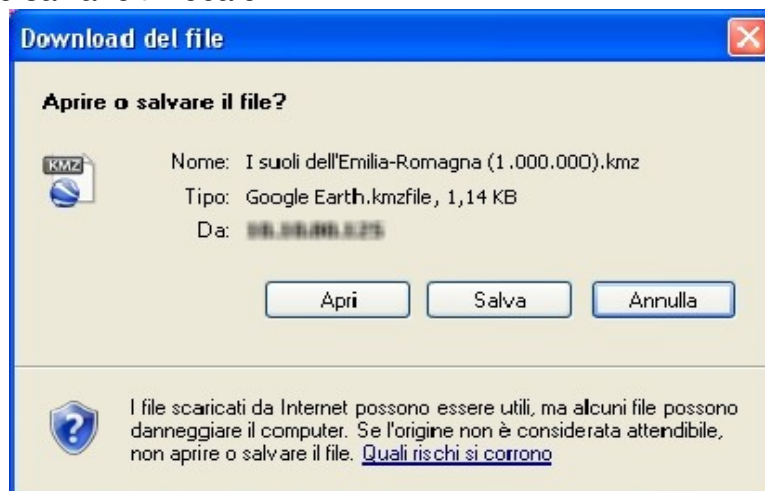 Download del file
Aprire o salvare il file?
KMZ
Nome: I suoli dell'Emilia-Romagna (1.000.000).kmz
Tipo: Google Earth.kmzfile, 1,14 KB
Da:
Apri Salva Annulla
I file scaricati da Internet possono essere utili, ma alcuni file possono
danneggiare il computer. Se l'origine non è considerata attendibile,
non aprire o salvare il file. Quali rischi si corrono